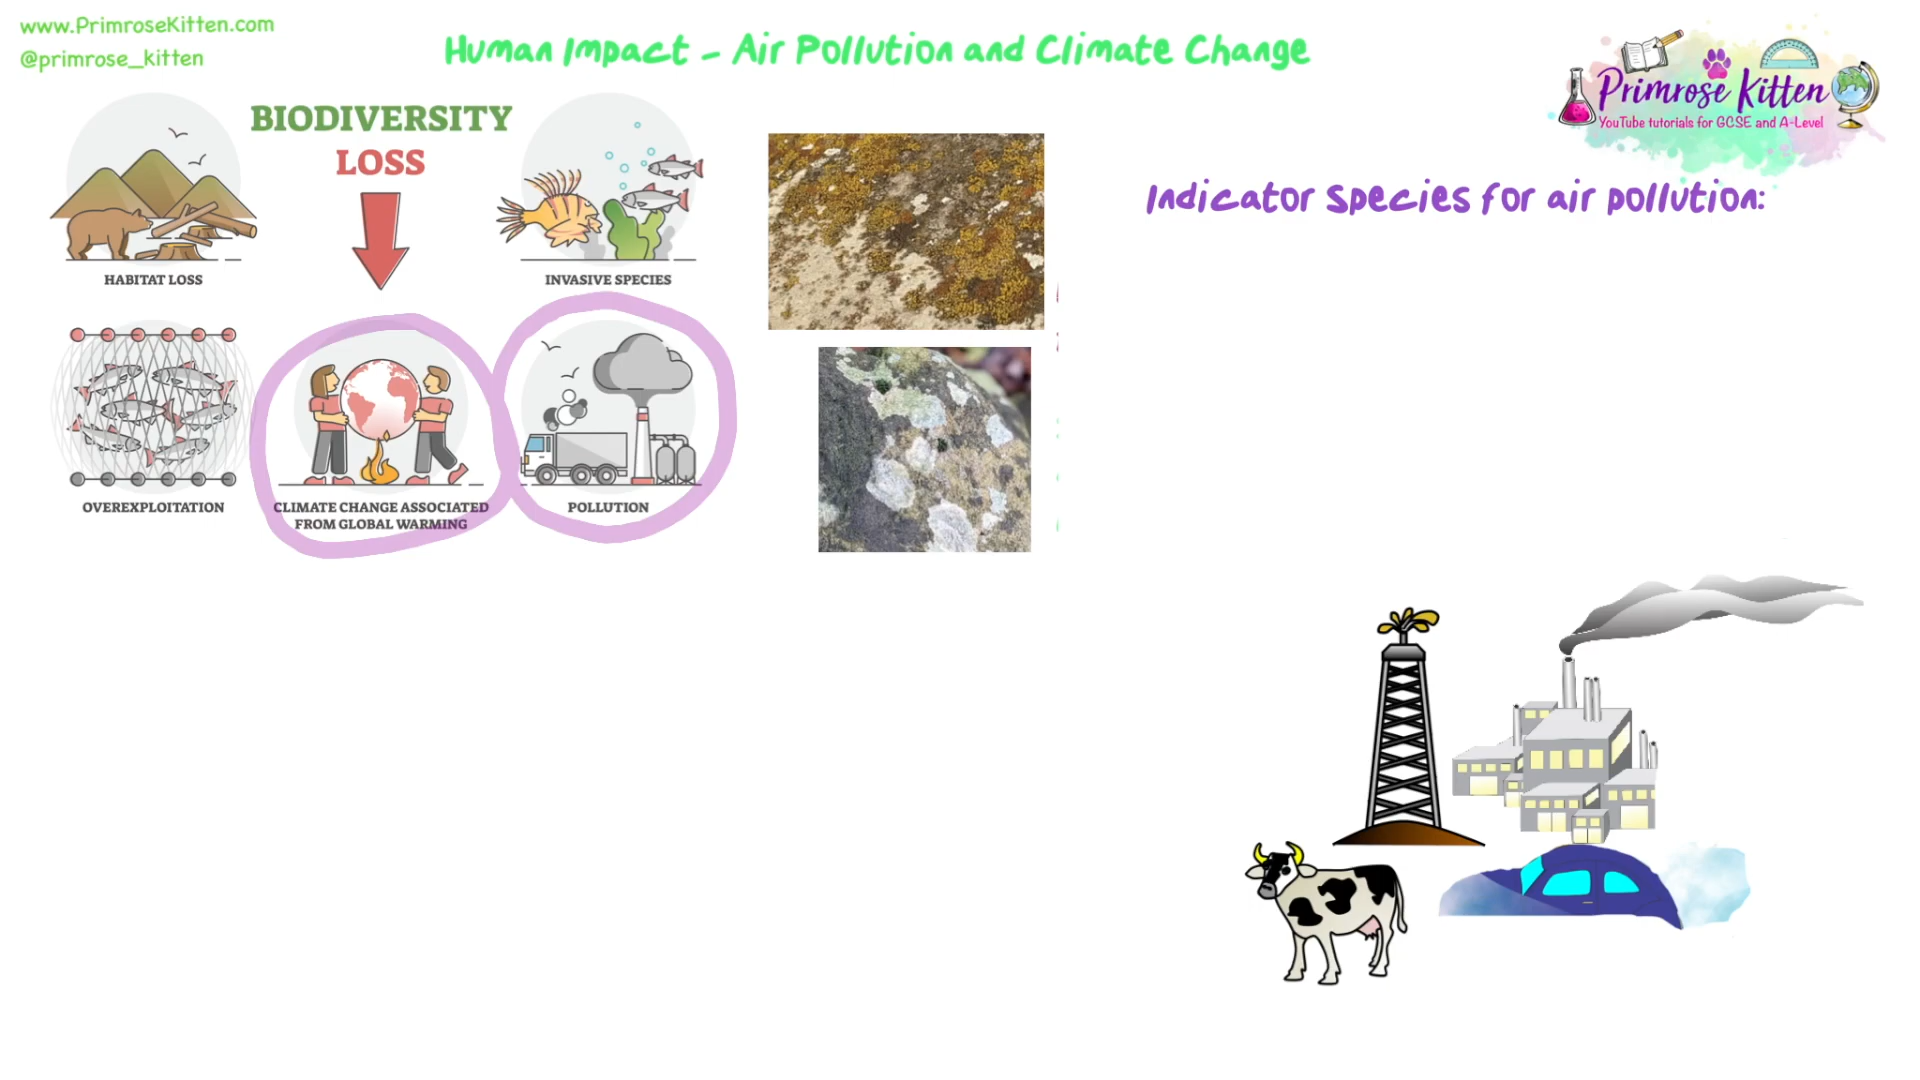 www.PrimroseKitten.com
@primrose_kitten
Human Impact - Air Pollution and Climate Change
Primrose Kitten
YouTube tutorials for GCSE and A-Level
BIODIVERSITY
LOSS
HABITAT LOSS
INVASIVE SPECIES
Indicator species for air pollution:
OVEREXPLOITATION
CLIMATE CHANGE ASSOCIATED
FROM GLOBAL WARMING
POLLUTION